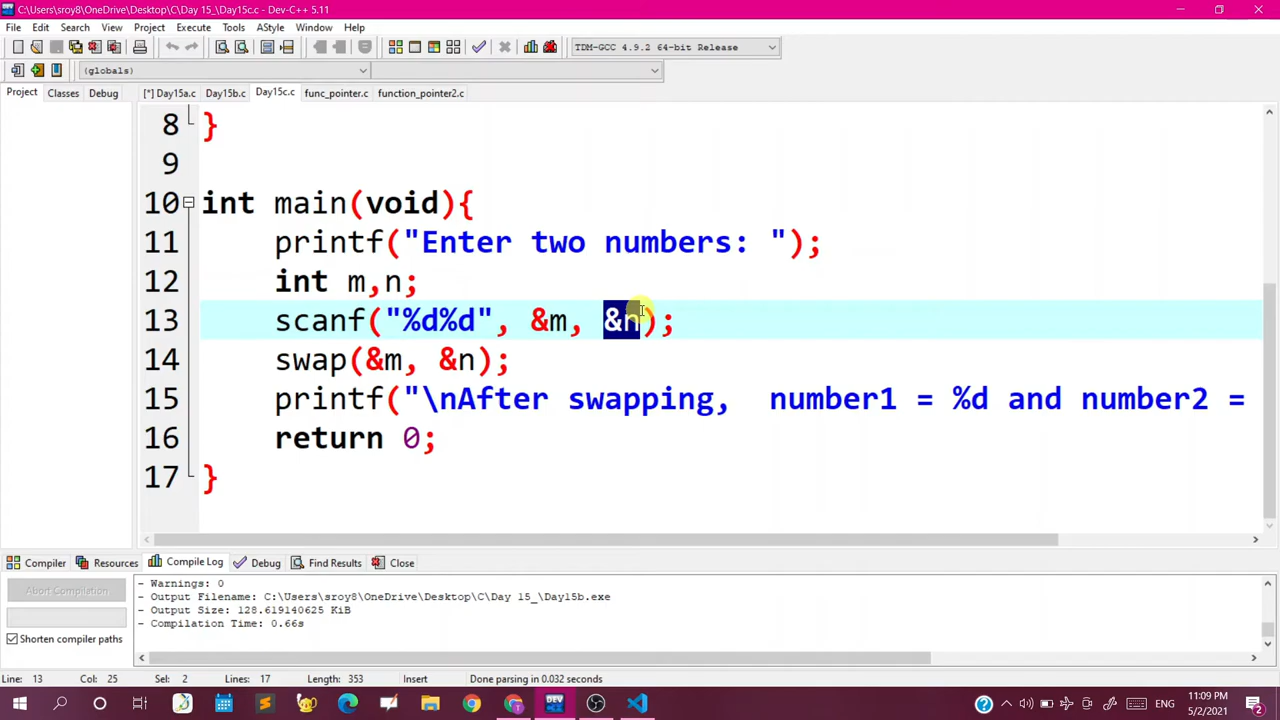 C:\Users\sroy8\OneDrive\Desktop\C\Day 15_\Day15c.c - Dev-C++ 5.11
File Edit Search View Project Execute Tools AStyle Window Help
TDM-GCC 4.9.2 64-bit Release
(globals)
Project Classes Debug [*] Day15a.c Day15b.c Day15c.c func_pointer.c function_pointer2.c
8 }
9
10 int main(void){
11 printf("Enter two numbers: ");
12 int m,n;
13 scanf("%d%d", &m, &n);
14 swap(&m, &n);
15 printf("\nAfter swapping,  number1 = %d and number2 =
16 return 0;
17 }
Compiler Resources Compile Log Debug Find Results Close
Abort Compilation
Shorten compiler paths
- Warnings: 0
- Output Filename: C:\Users\sroy8\OneDrive\Desktop\C\Day 15_\Day15b.exe
- Output Size: 128.619140625 KiB
- Compilation Time: 0.66s
Line: 13 Col: 25 Sel: 2 Lines: 17 Length: 353 Insert Done parsing in 0.032 seconds
DEV
ENG
11:09 PM
5/2/2021
2